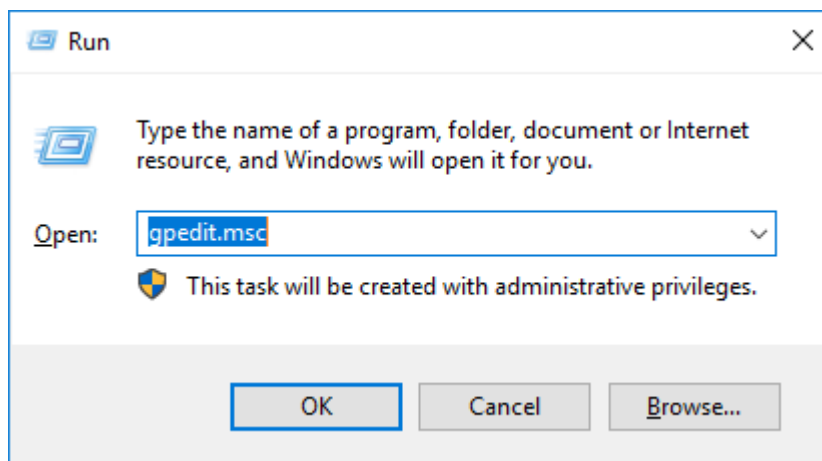 Run
Type the name of a program, folder, document or Internet
resource, and Windows will open it for you.
Open: gpedit.msc
This task will be created with administrative privileges.
OK Cancel Browse...